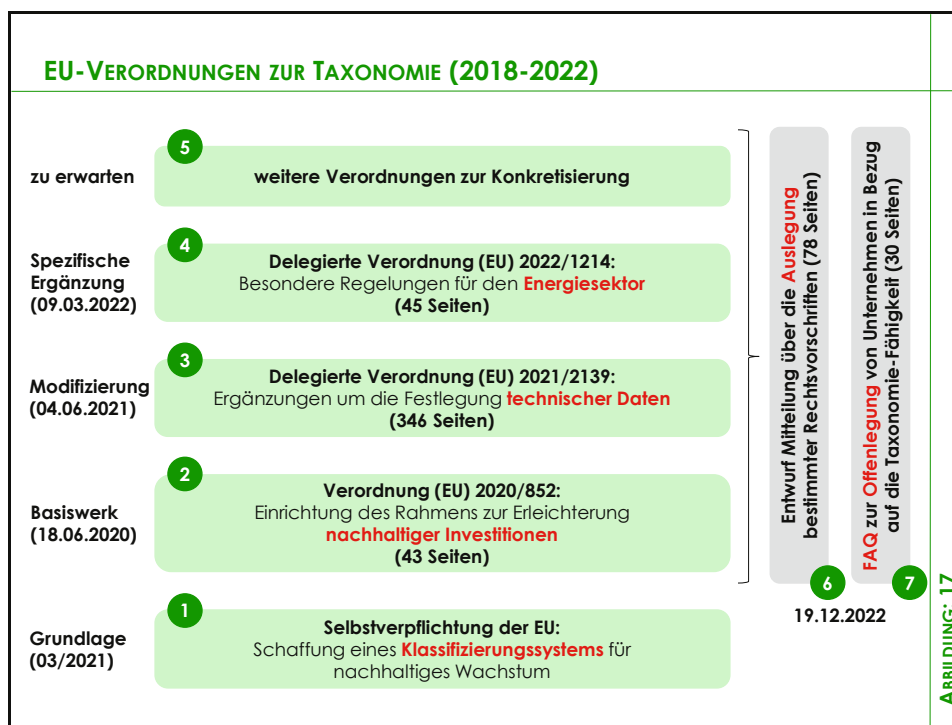 EU-Verordnungen zur Taxonomie (2018-2022)
5
zu erwarten
weitere Verordnungen zur Konkretisierung
4
Spezifische
Ergänzung
(09.03.2022)
Delegierte Verordnung (EU) 2022/1214:
Besondere Regelungen für den Energiesektor
(45 Seiten)
3
Modifizierung
(04.06.2021)
Delegierte Verordnung (EU) 2021/2139:
Ergänzungen um die Festlegung technischer Daten
(346 Seiten)
2
Basiswerk
(18.06.2020)
Verordnung (EU) 2020/852:
Einrichtung des Rahmens zur Erleichterung
nachhaltiger Investitionen
(43 Seiten)
1
Grundlage
(03/2021)
Selbstverpflichtung der EU:
Schaffung eines Klassifizierungssystems für
nachhaltiges Wachstum
Entwurf Mitteilung über die Auslegung
bestimmter Rechtsvorschriften (78 Seiten)
6
FAQ zur Offenlegung von Unternehmen in Bezug
auf die Taxonomie-Fähigkeit (30 Seiten)
7
19.12.2022
Abbildung: 17